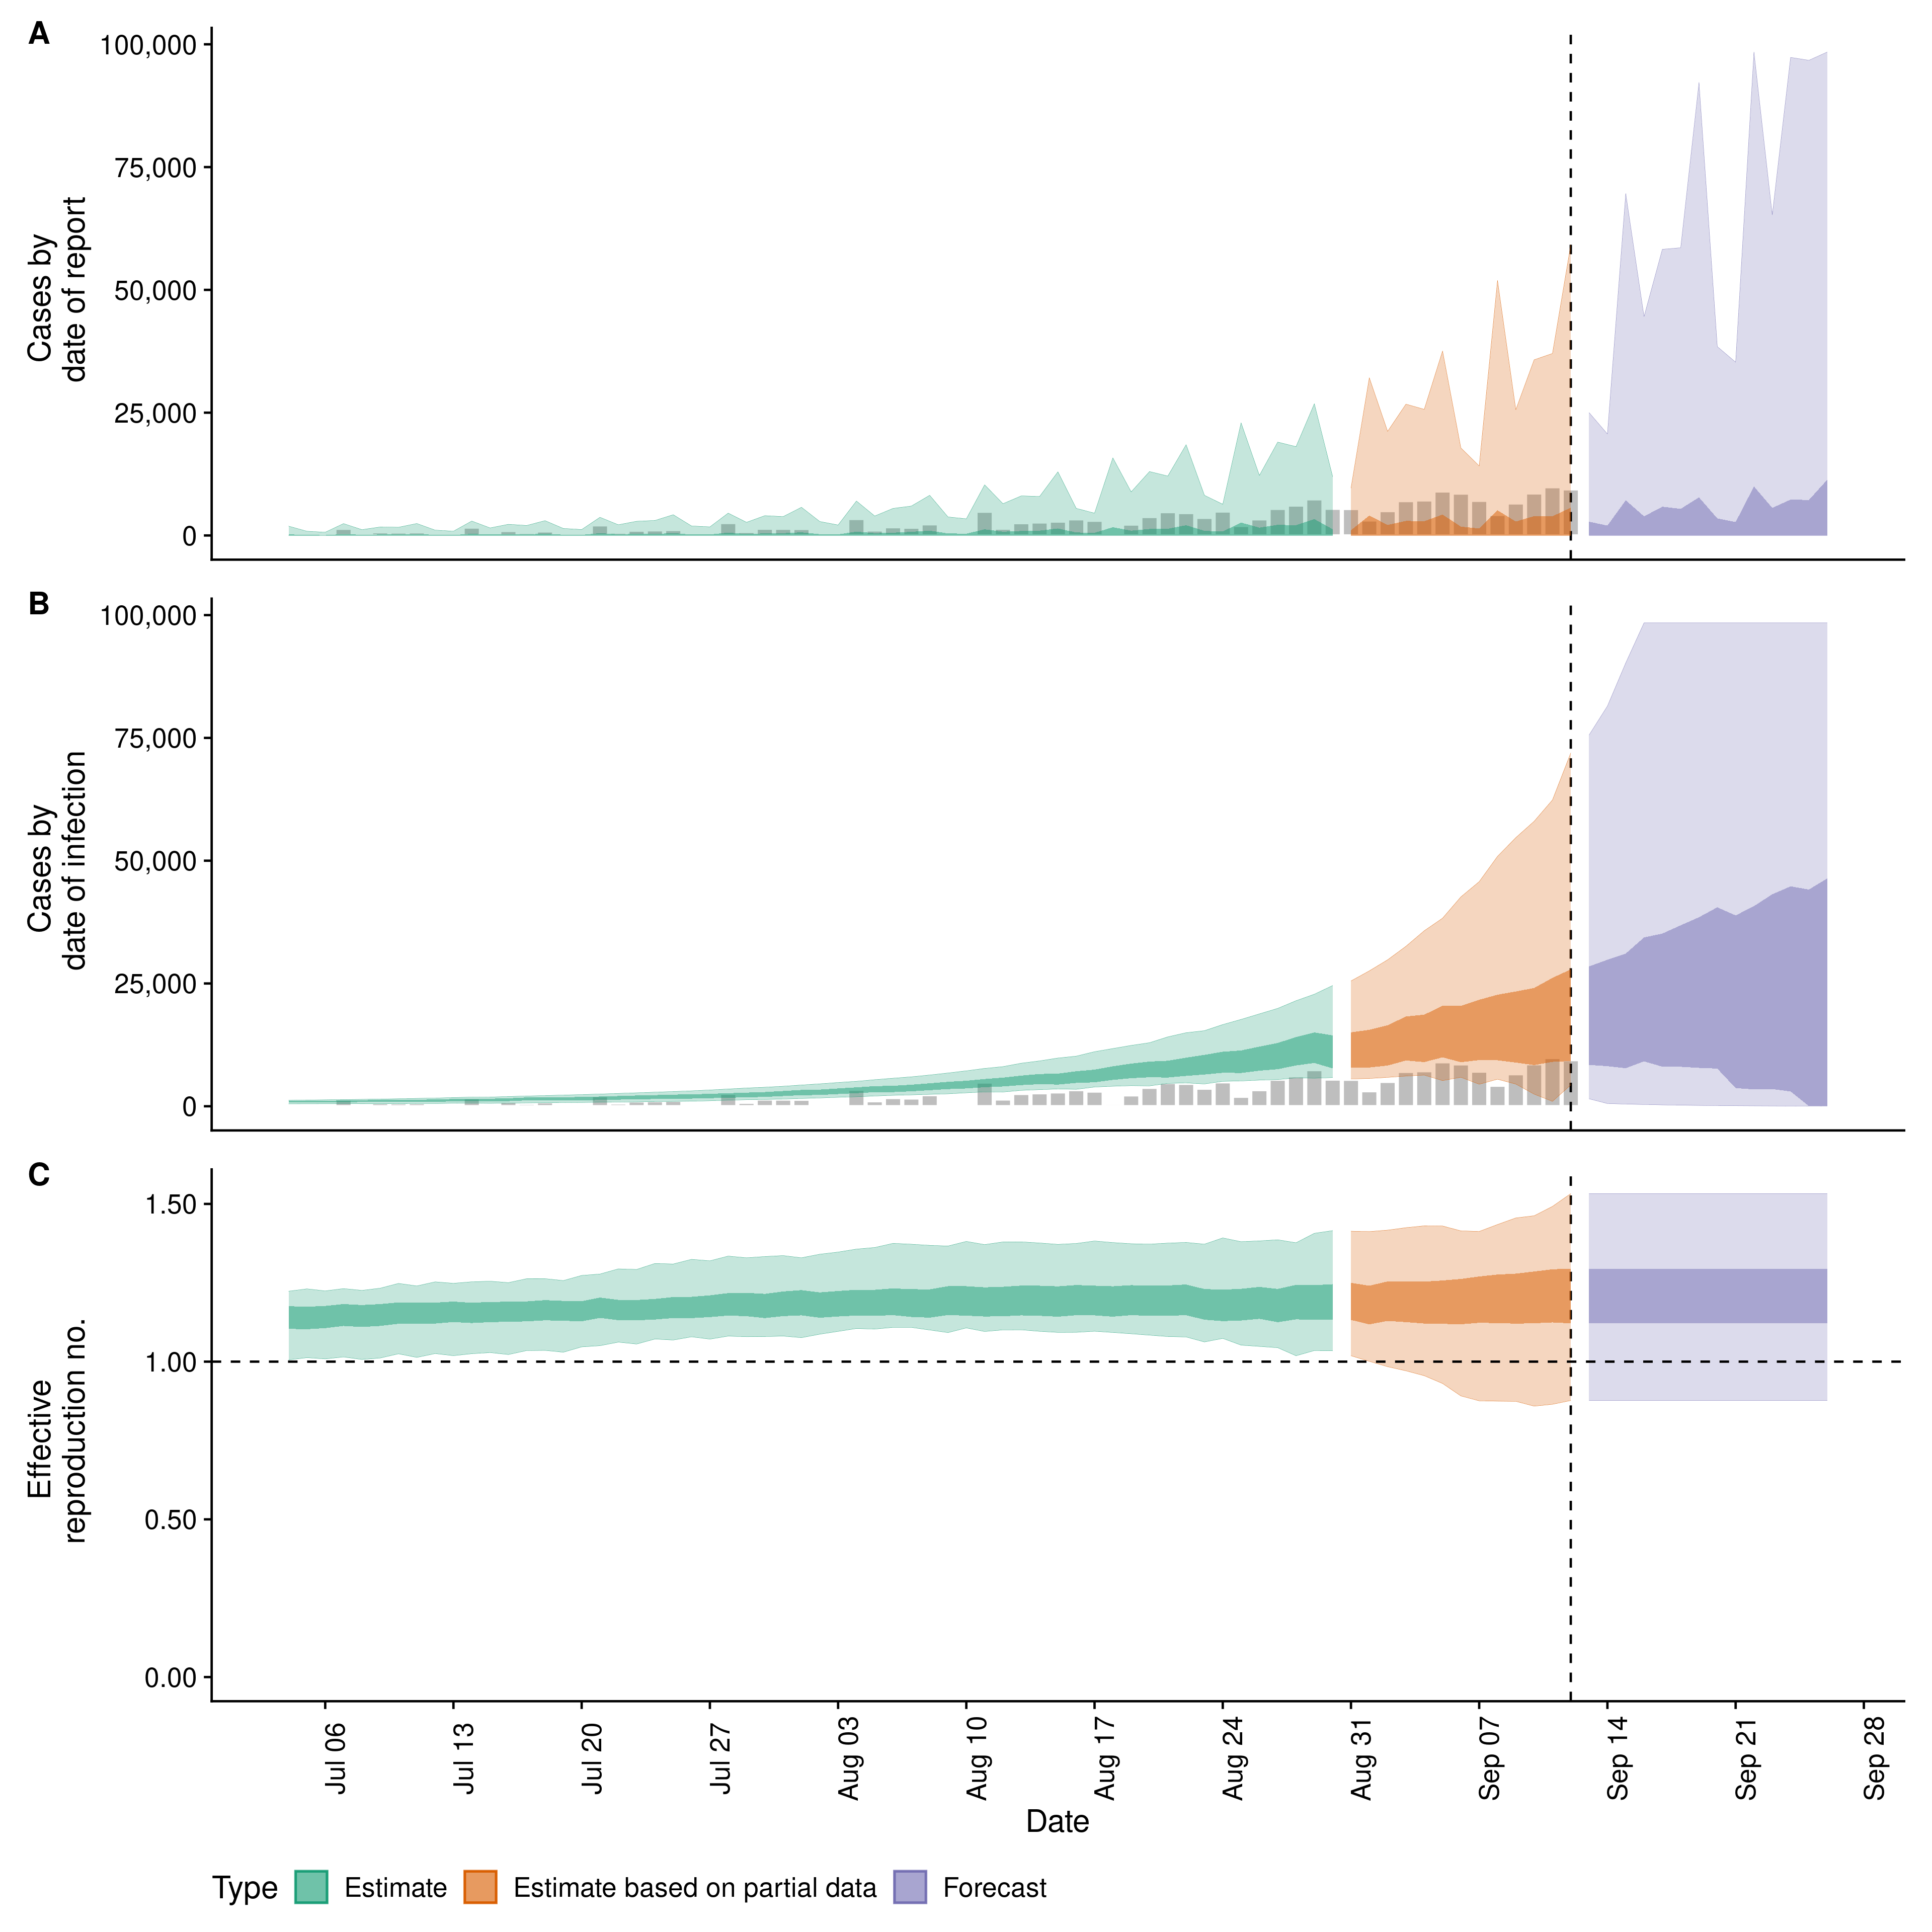 A
100,000
75,000
50,000
25,000
0
Cases by
date of report
B
100,000
75,000
50,000
25,000
0
Cases by
date of infection
C
1.50
1.00
0.50
0.00
Effective
reproduction no.
Jul 06
Jul 13
Jul 20
Jul 27
Aug 03
Aug 10
Aug 17
Aug 24
Aug 31
Sep 07
Sep 14
Sep 21
Sep 28
Date
Type Estimate Estimate based on partial data Forecast